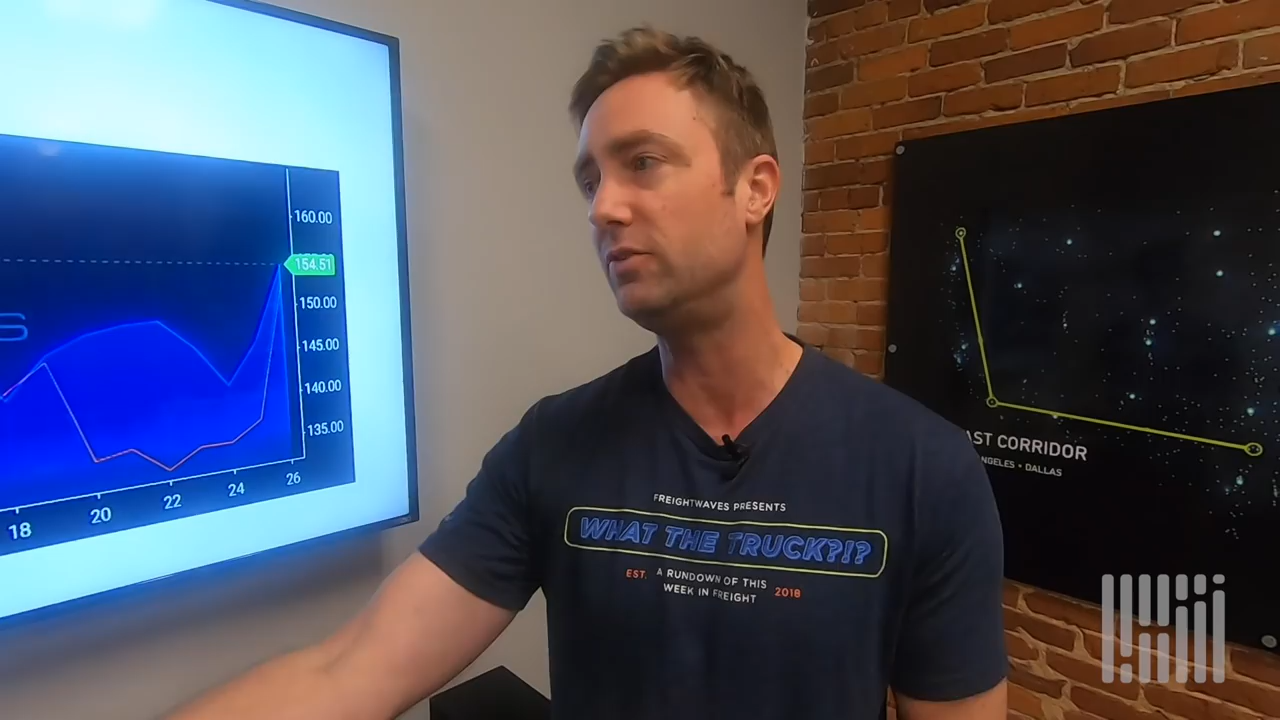 160.00
154.51
150.00
145.00
140.00
135.00
S
18
20
22
24
26
FREIGHTWAVES PRESENTS
WHAT THE TRUCK?!?
EST. A RUNDOWN OF THIS 2018
WEEK IN FREIGHT
AST CORRIDOR
NGELES • DALLAS